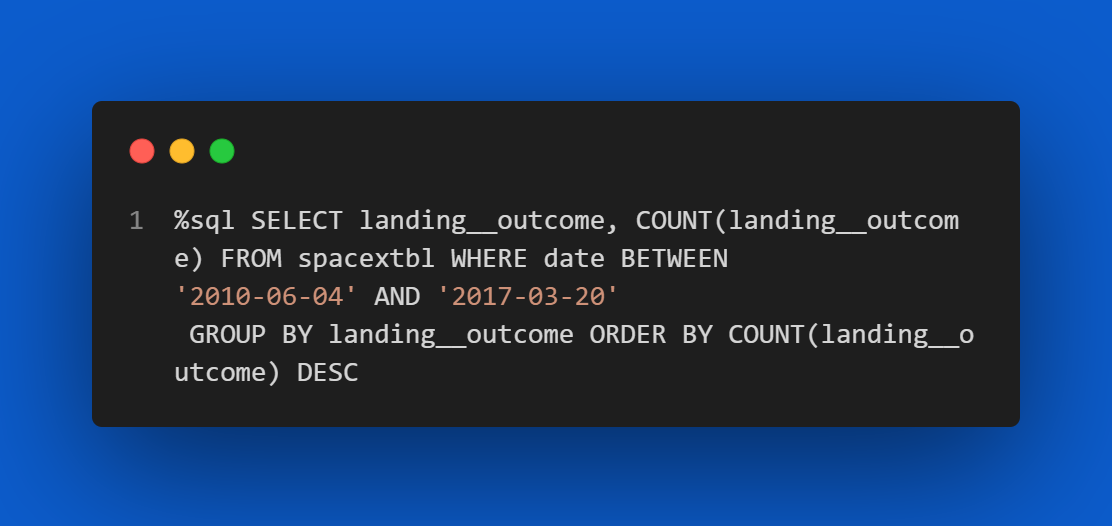 1 %sql SELECT landing__outcome, COUNT(landing__outcom
e) FROM spacextbl WHERE date BETWEEN
'2010-06-04' AND '2017-03-20'
 GROUP BY landing__outcome ORDER BY COUNT(landing__o
utcome) DESC